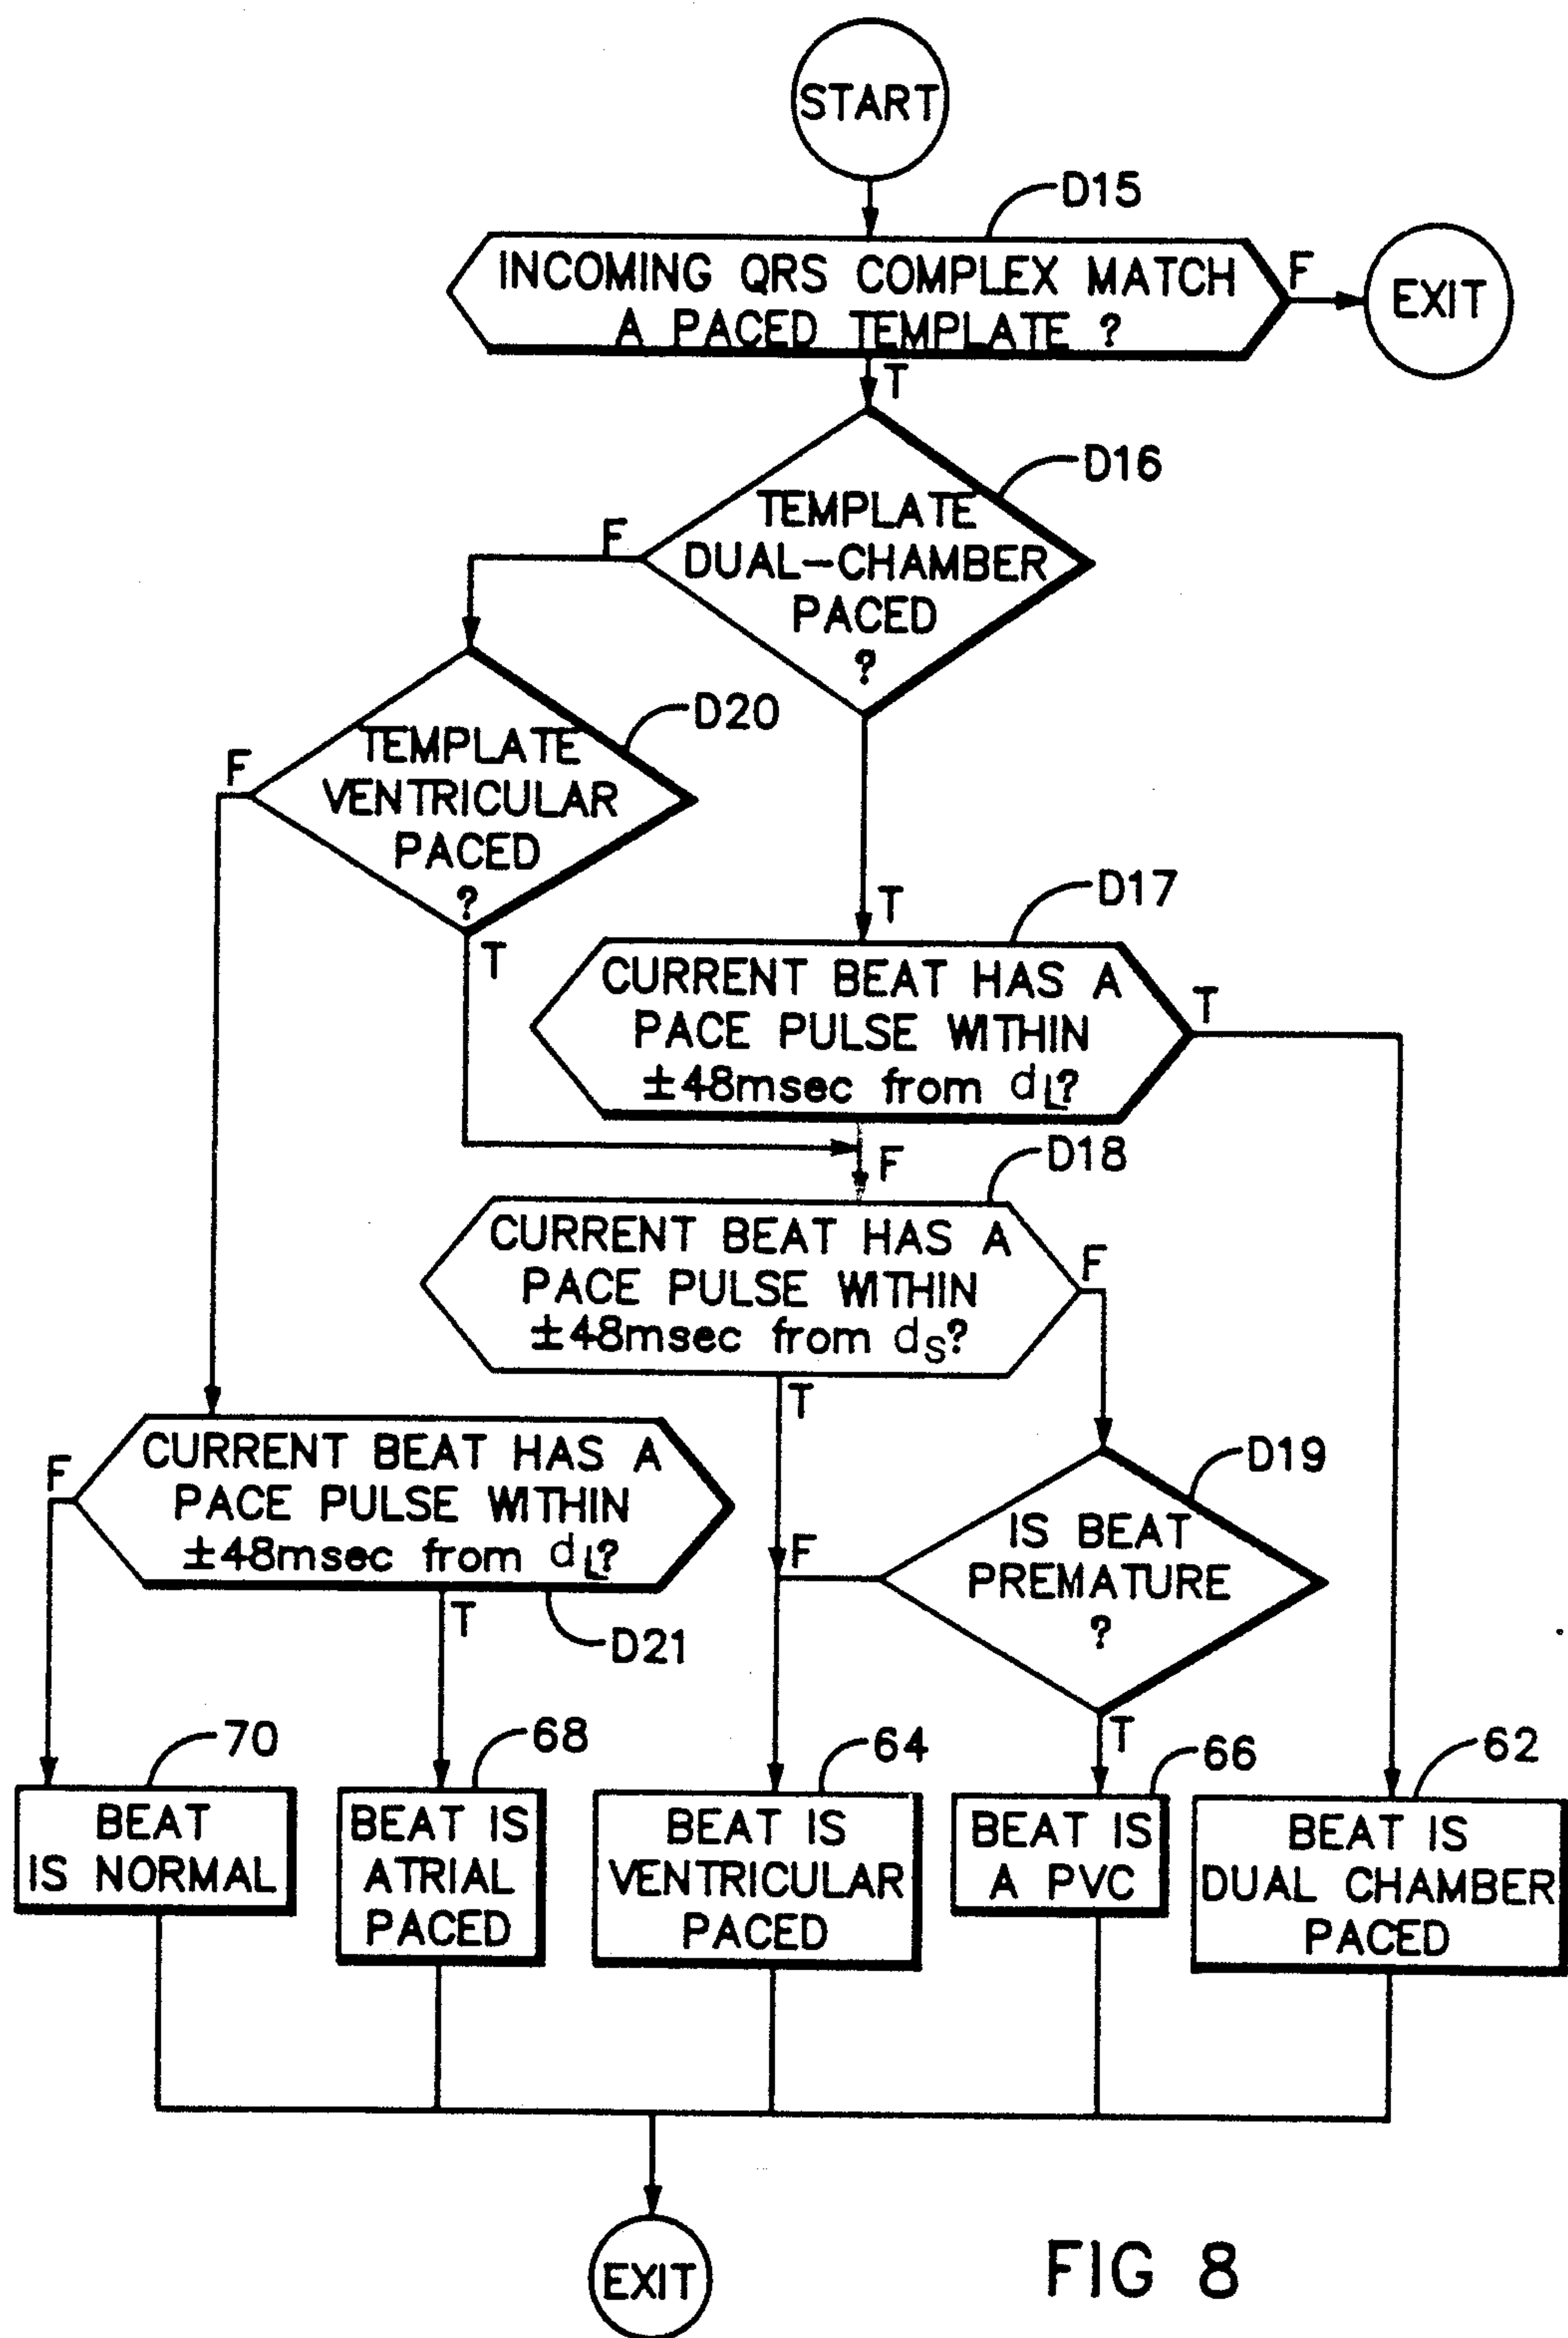 START
D15
INCOMING QRS COMPLEX MATCH
A PACED TEMPLATE ?
F
EXIT
T
D16
TEMPLATE
DUAL-CHAMBER
PACED
?
F
D20
TEMPLATE
VENTRICULAR
PACED
?
F
T
T
D17
CURRENT BEAT HAS A
PACE PULSE WITHIN
±48msec from dL?
T
F
D18
CURRENT BEAT HAS A
PACE PULSE WITHIN
±48msec from dS?
F
T
CURRENT BEAT HAS A
PACE PULSE WITHIN
±48msec from dL?
F
T
D21
D19
IS BEAT
PREMATURE
?
F
T
70
BEAT
IS NORMAL
68
BEAT IS
ATRIAL
PACED
64
BEAT IS
VENTRICULAR
PACED
66
BEAT IS
A PVC
62
BEAT IS
DUAL CHAMBER
PACED
EXIT
FIG 8